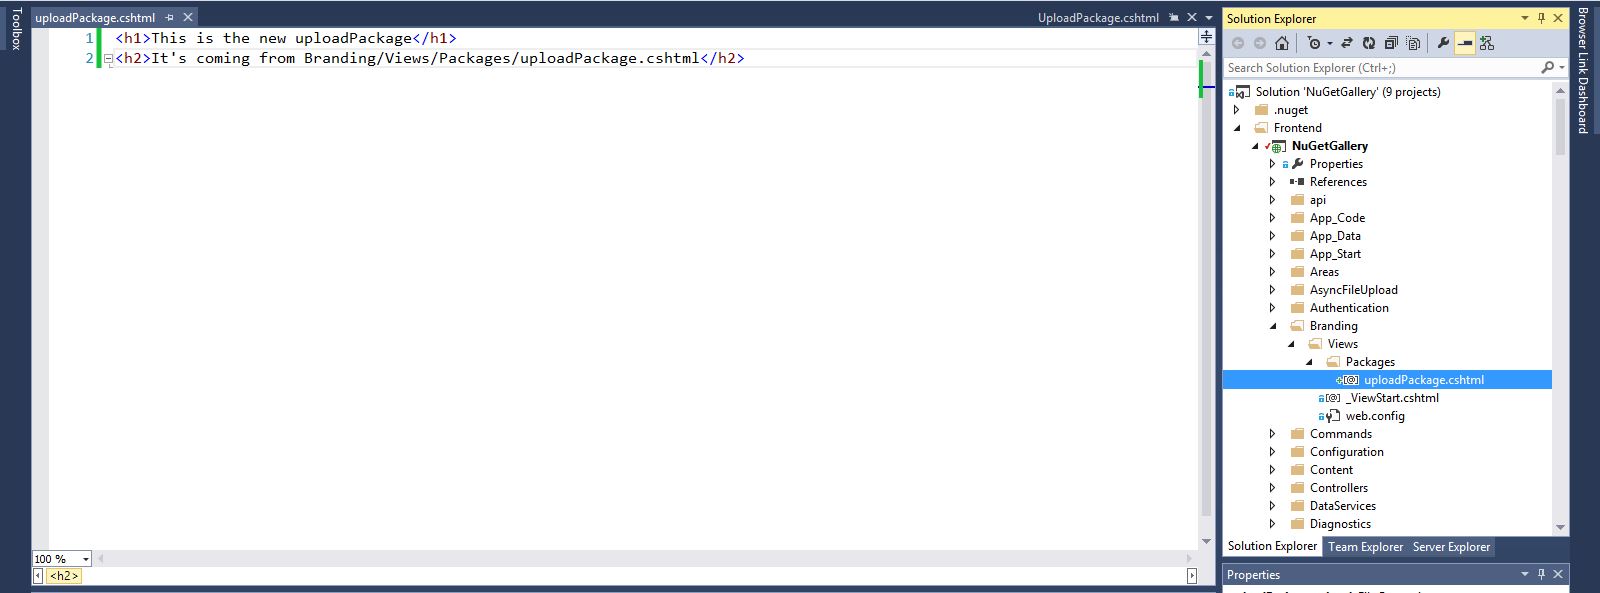 Toolbox
uploadPackage.cshtml
UploadPackage.cshtml
1 <h1>This is the new uploadPackage</h1>
2 <h2>It's coming from Branding/Views/Packages/uploadPackage.cshtml</h2>
100 %
<h2>
Solution Explorer
Search Solution Explorer (Ctrl+;)
Solution 'NuGetGallery' (9 projects)
.nuget
Frontend
NuGetGallery
Properties
References
api
App_Code
App_Data
App_Start
Areas
AsyncFileUpload
Authentication
Branding
Views
Packages
uploadPackage.cshtml
_ViewStart.cshtml
web.config
Commands
Configuration
Content
Controllers
DataServices
Diagnostics
Solution Explorer Team Explorer Server Explorer
Properties
Browser Link Dashboard